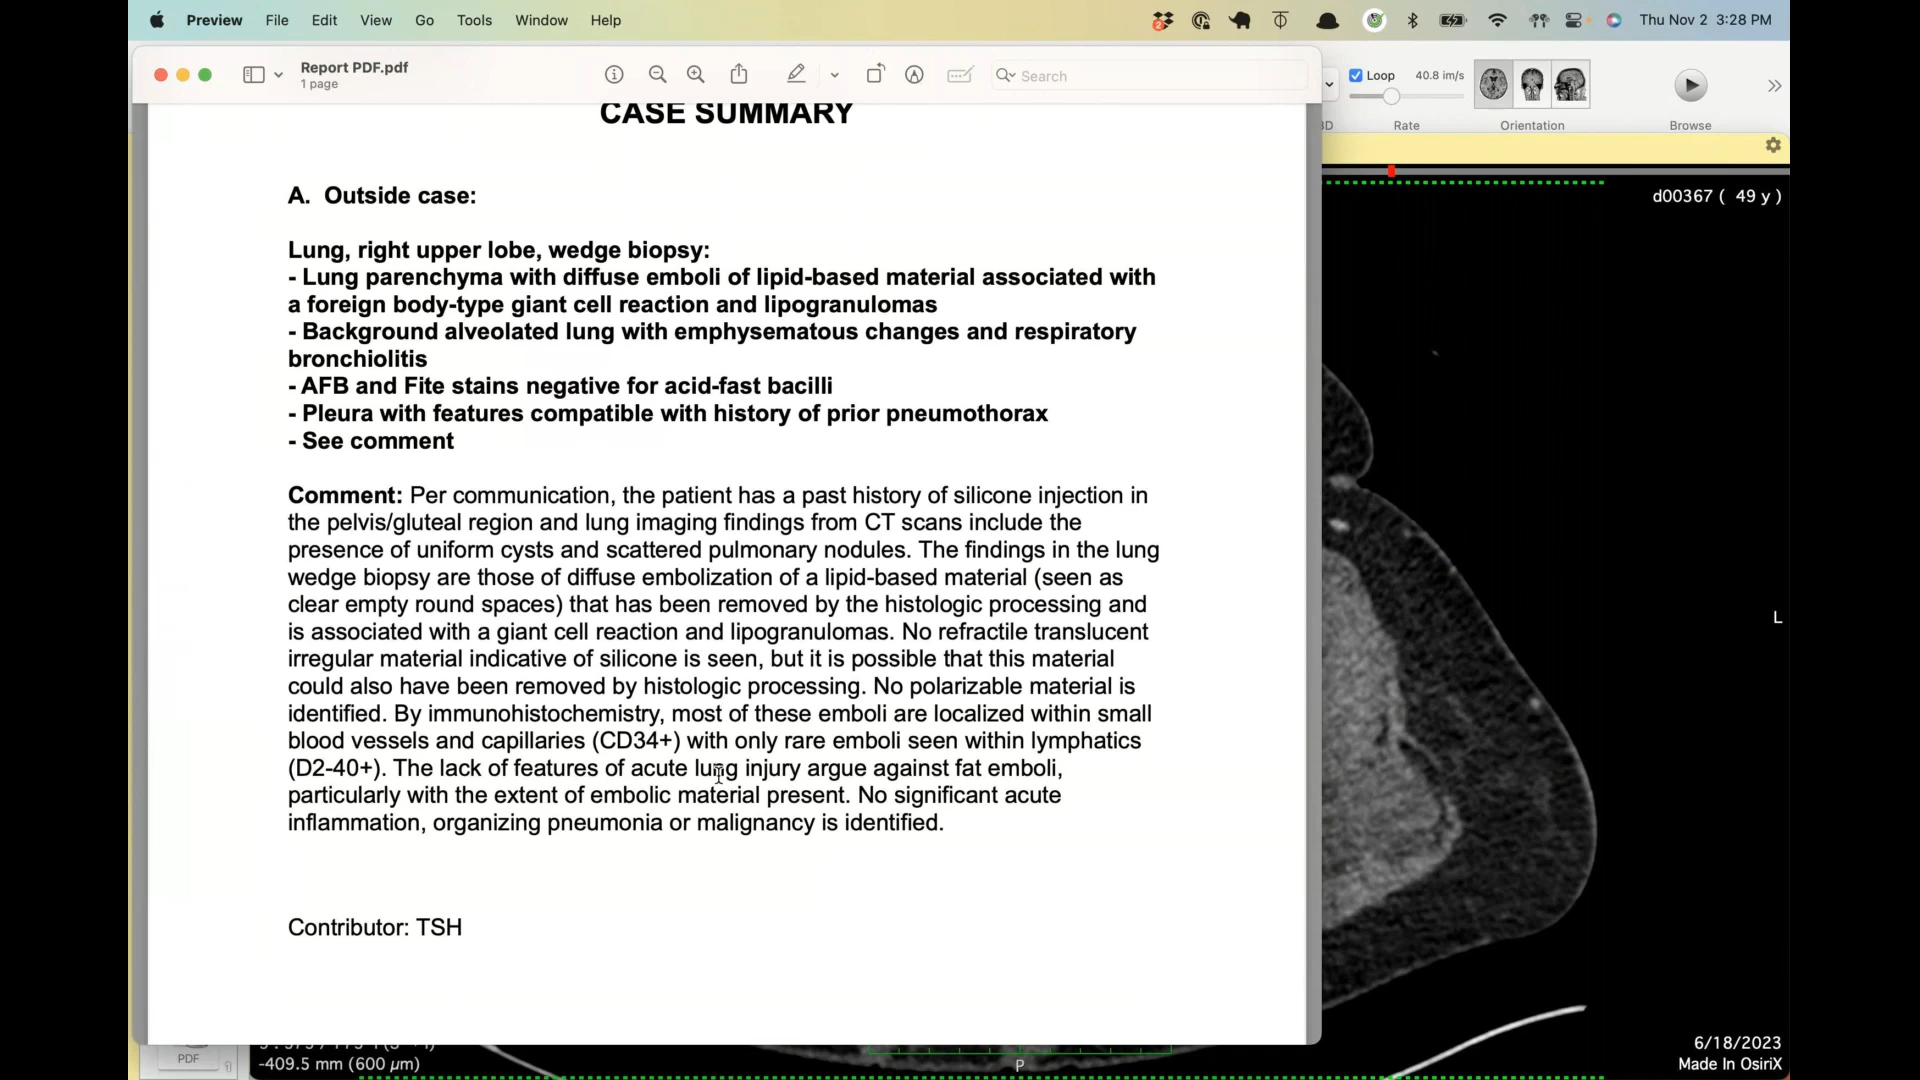 Preview File Edit View Go Tools Window Help
2
Thu Nov 2 3:28 PM
Report PDF.pdf
1 page
Search
Loop 40.8 im/s
3D Rate Orientation Browse
CASE SUMMARY
d00367 ( 49 y )
A. Outside case:
Lung, right upper lobe, wedge biopsy:
- Lung parenchyma with diffuse emboli of lipid-based material associated with
a foreign body-type giant cell reaction and lipogranulomas
- Background alveolated lung with emphysematous changes and respiratory
bronchiolitis
- AFB and Fite stains negative for acid-fast bacilli
- Pleura with features compatible with history of prior pneumothorax
- See comment
Comment: Per communication, the patient has a past history of silicone injection in
the pelvis/gluteal region and lung imaging findings from CT scans include the
presence of uniform cysts and scattered pulmonary nodules. The findings in the lung
wedge biopsy are those of diffuse embolization of a lipid-based material (seen as
clear empty round spaces) that has been removed by the histologic processing and
is associated with a giant cell reaction and lipogranulomas. No refractile translucent
irregular material indicative of silicone is seen, but it is possible that this material
could also have been removed by histologic processing. No polarizable material is
identified. By immunohistochemistry, most of these emboli are localized within small
blood vessels and capillaries (CD34+) with only rare emboli seen within lymphatics
(D2-40+). The lack of features of acute lung injury argue against fat emboli,
particularly with the extent of embolic material present. No significant acute
inflammation, organizing pneumonia or malignancy is identified.
L
Contributor: TSH
PDF
-409.5 mm (600 µm)
P
6/18/2023
Made In OsiriX